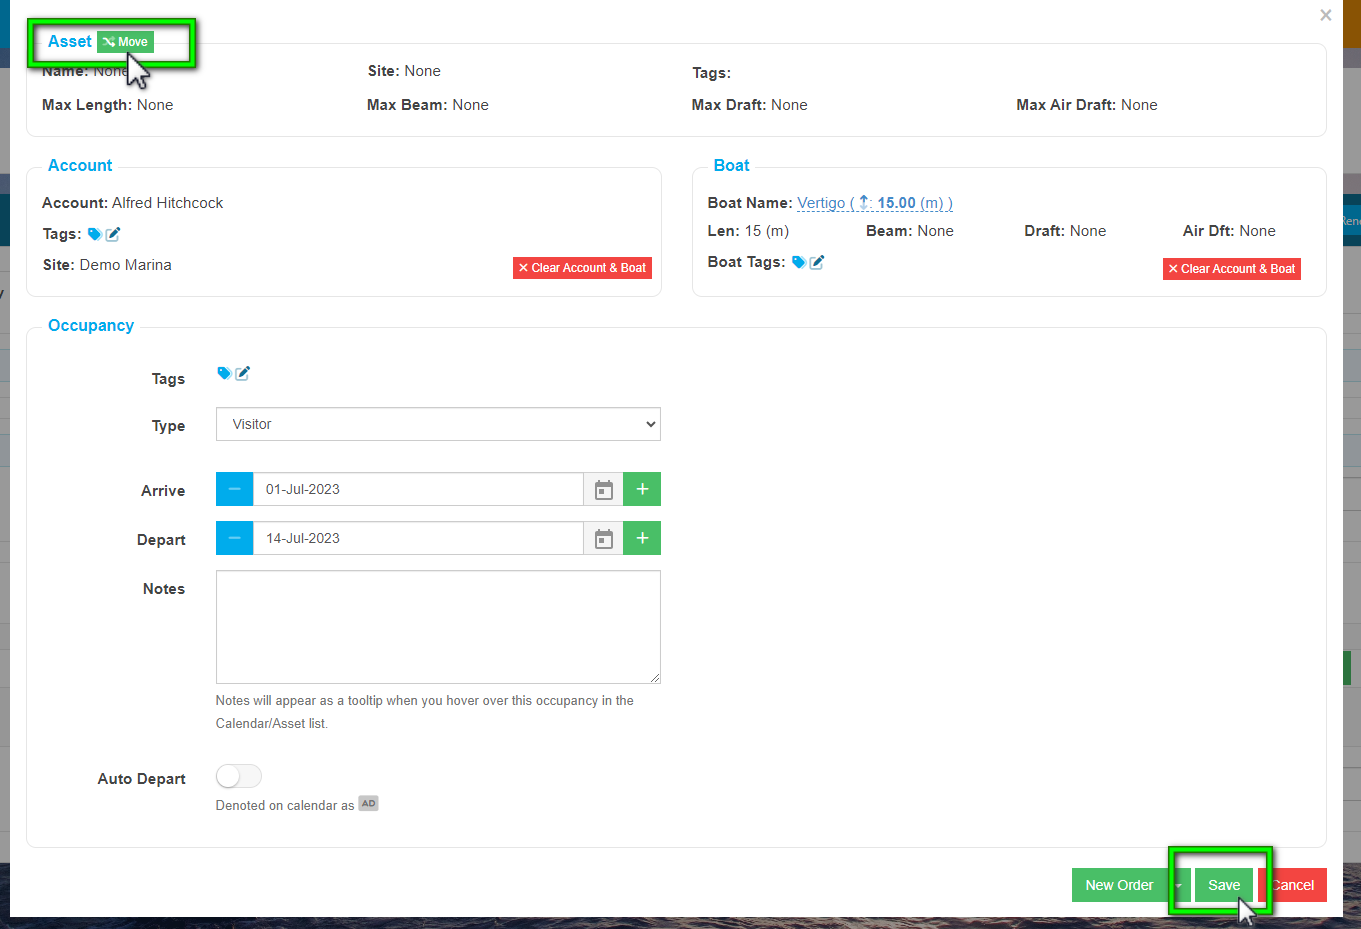 ×
Asset Move
Name: None Site: None Tags:
Max Length: None Max Beam: None Max Draft: None Max Air Draft: None
Account Boat
Account: Alfred Hitchcock Boat Name: Vertigo ( : 15.00 (m) )
Tags: Len: 15 (m) Beam: None Draft: None Air Dft: None
Site: Demo Marina × Clear Account & Boat Boat Tags: × Clear Account & Boat
Occupancy
Tags
Type Visitor
Arrive − 01-Jul-2023 +
Depart − 14-Jul-2023 +
Notes
Notes will appear as a tooltip when you hover over this occupancy in the
Calendar/Asset list.
Auto Depart
Denoted on calendar as AD
New Order Save Cancel